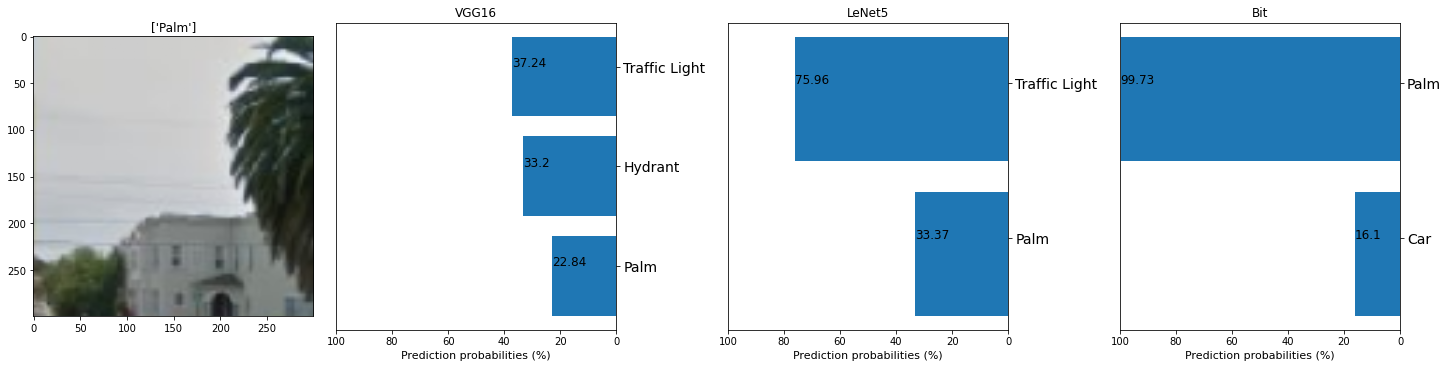 ['Palm']
0
50
100
150
200
250
0 50 100 150 200 250
VGG16
37.24 Traffic Light
33.2 Hydrant
22.84 Palm
100 80 60 40 20 0
Prediction probabilities (%)
LeNet5
75.96 Traffic Light
33.37 Palm
100 80 60 40 20 0
Prediction probabilities (%)
Bit
99.73 Palm
16.1 Car
100 80 60 40 20 0
Prediction probabilities (%)